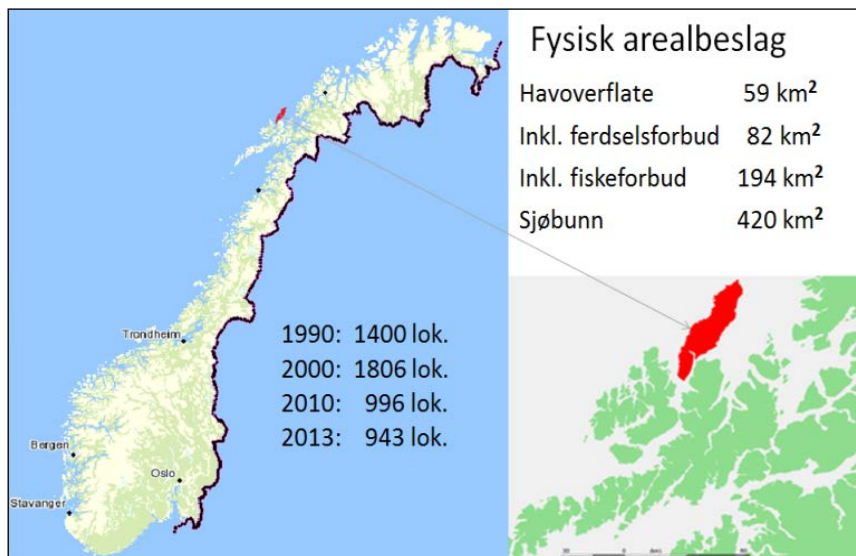 Fysisk arealbeslag
Havoverflate 59 km²
Inkl. ferdselsforbud 82 km²
Inkl. fiskeforbud 194 km²
Sjøbunn 420 km²
1990: 1400 lok.
2000: 1806 lok.
2010: 996 lok.
2013: 943 lok.
Trondheim
Bergen
Oslo
Stavanger